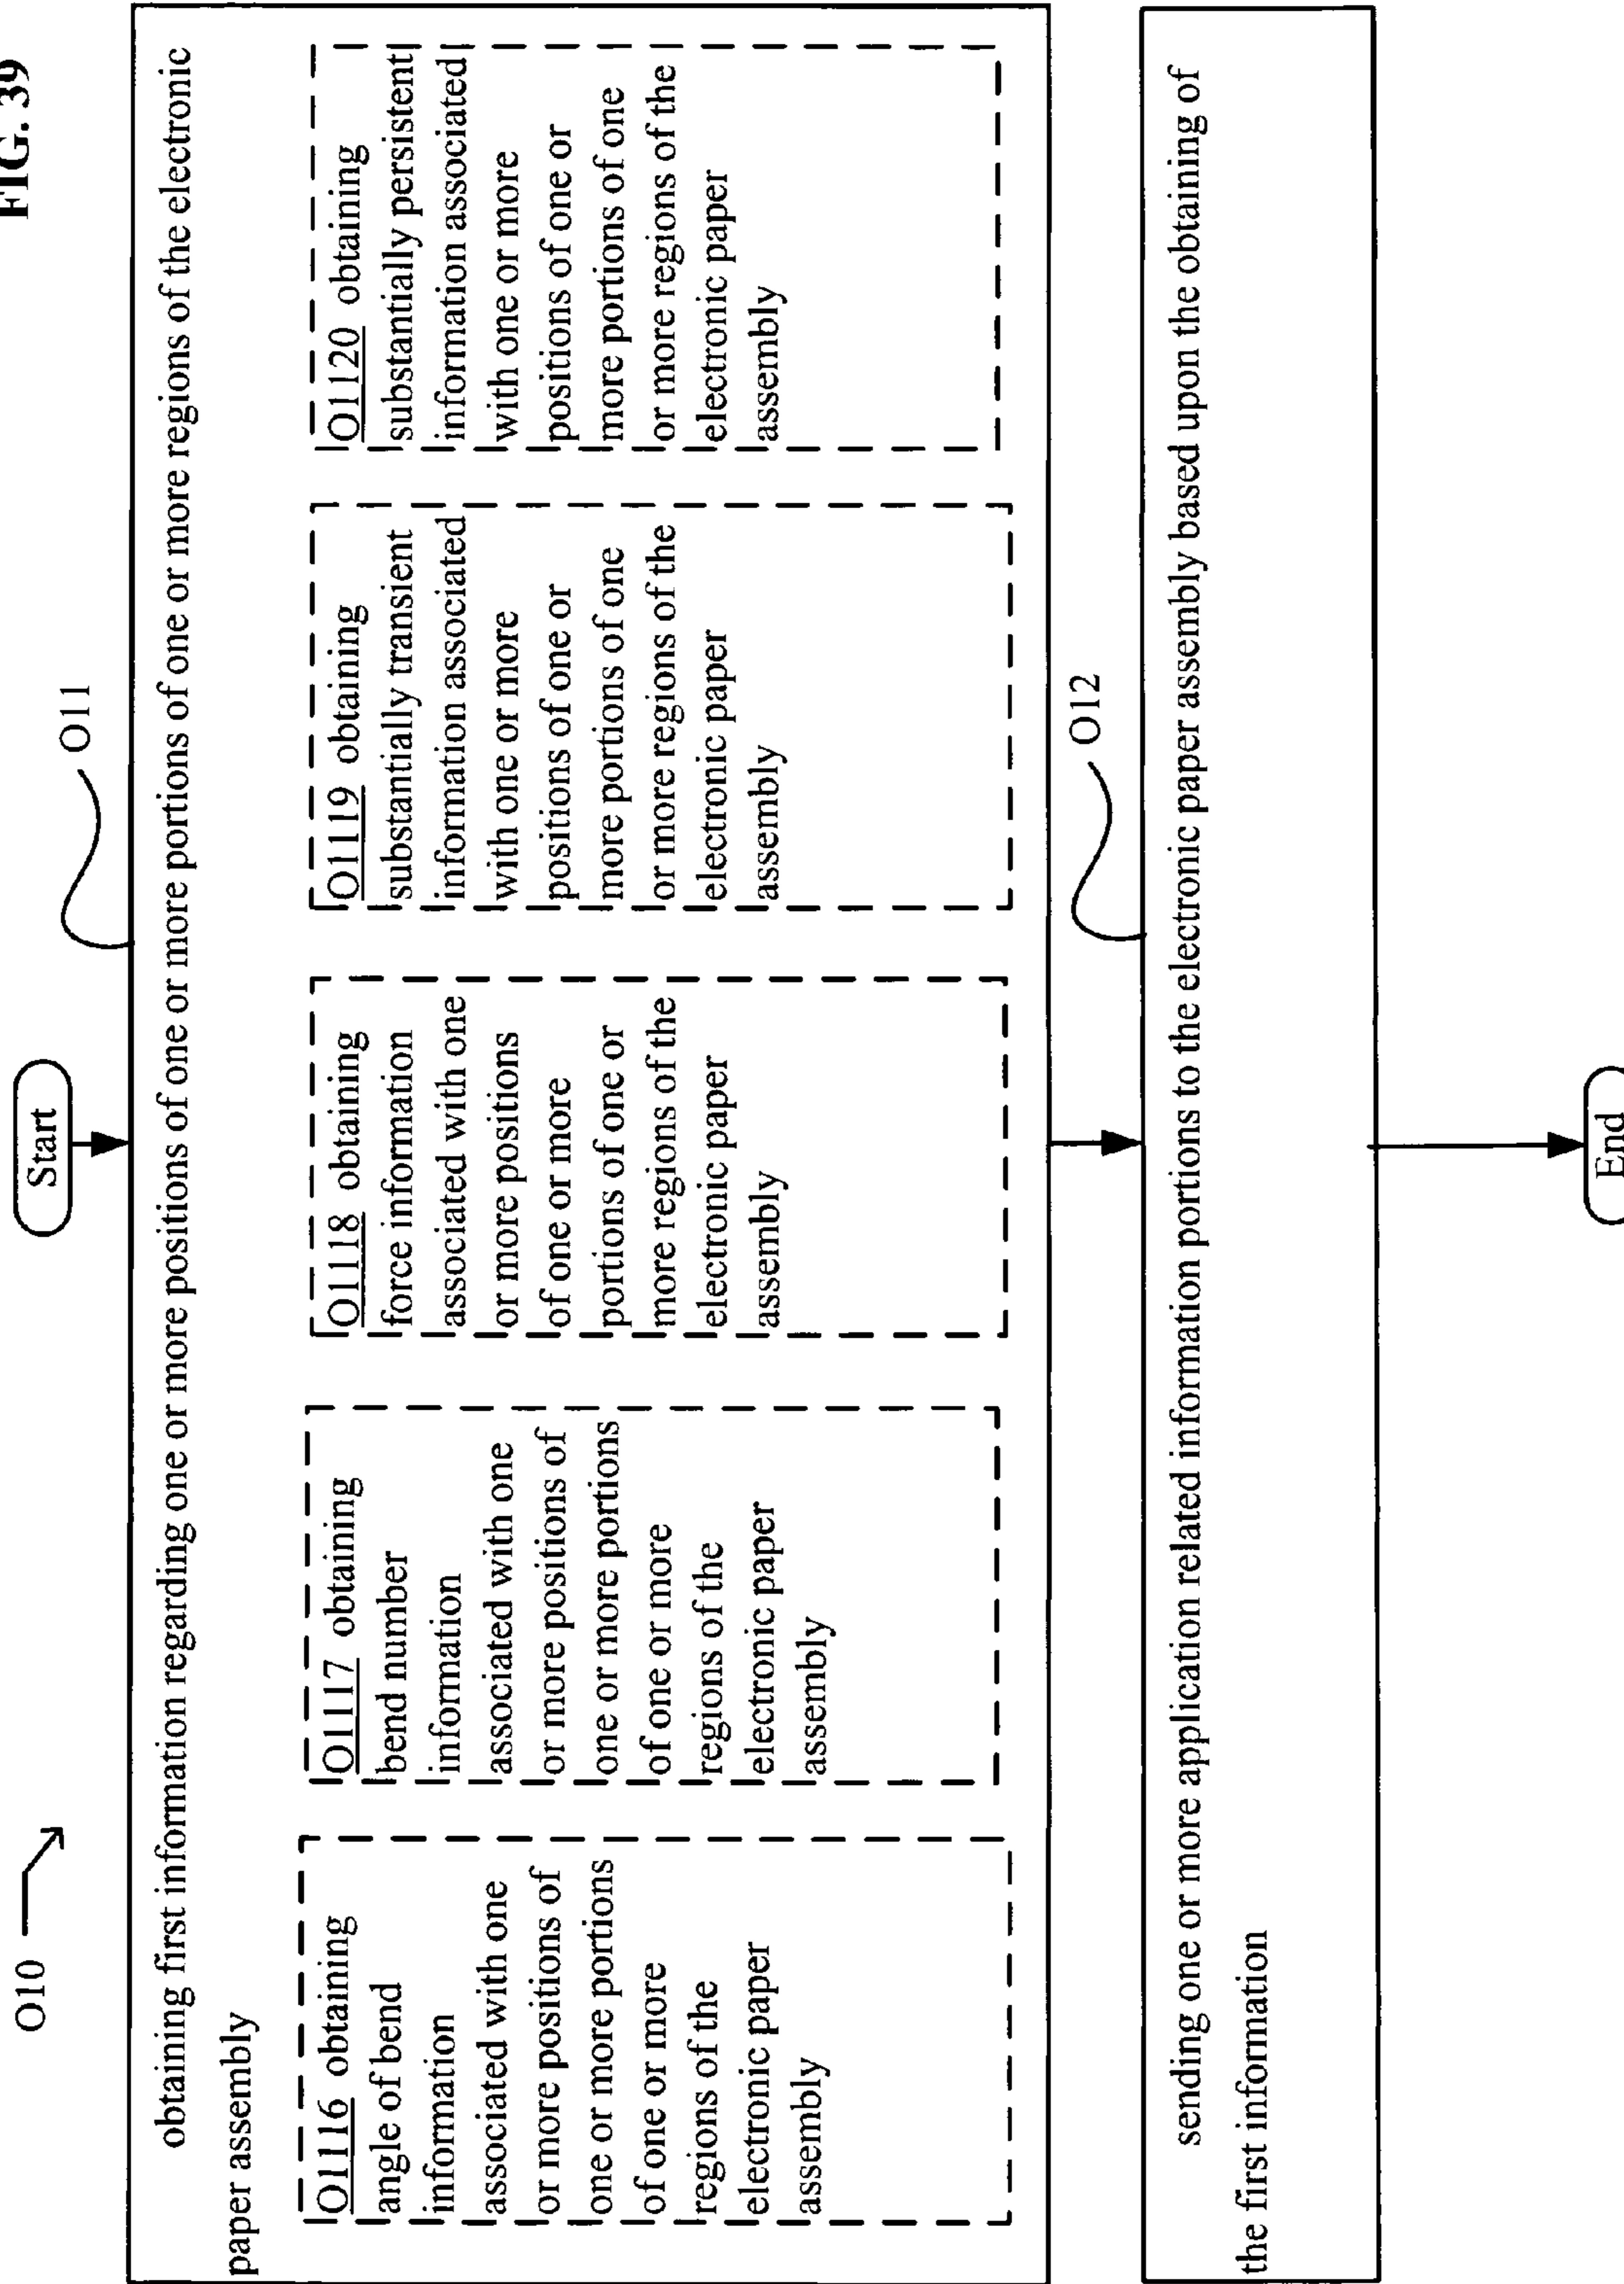 FIG. 39
O10
Start
O11
obtaining first information regarding one or more positions of one or more portions of one or more regions of the electronic
paper assembly
O1116 obtaining
angle of bend
information
associated with one
or more positions of
one or more portions
of one or more
regions of the
electronic paper
assembly
O1117 obtaining
bend number
information
associated with one
or more positions of
one or more portions
of one or more
regions of the
electronic paper
assembly
O1118 obtaining
force information
associated with one
or more positions
of one or more
portions of one or
more regions of the
electronic paper
assembly
O1119 obtaining
substantially transient
information associated
with one or more
positions of one or
more portions of one
or more regions of the
electronic paper
assembly
O1120 obtaining
substantially persistent
information associated
with one or more
positions of one or
more portions of one
or more regions of the
electronic paper
assembly
O12
sending one or more application related information portions to the electronic paper assembly based upon the obtaining of
the first information
End